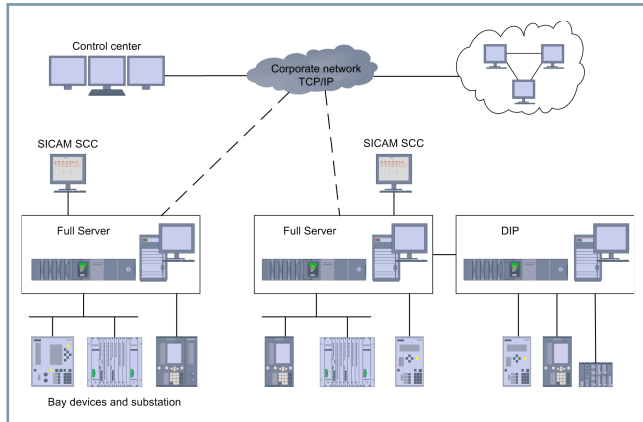 Control center
Corporate network
TCP/IP
SICAM SCC
SICAM SCC
Full Server
Full Server
DIP
Bay devices and substation